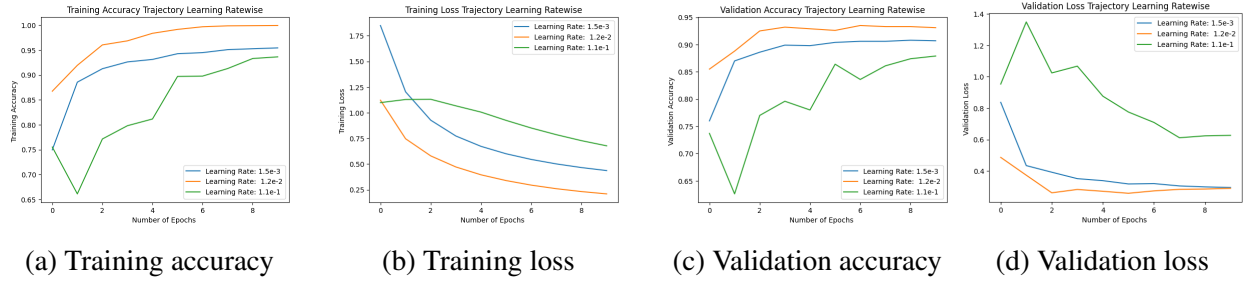 Training Accuracy Trajectory Learning Ratewise
1.00
0.95
0.90
0.85
0.80
0.75
0.70
0.65
Training Accuracy
0 2 4 6 8
Number of Epochs
Learning Rate: 1.5e-3
Learning Rate: 1.2e-2
Learning Rate: 1.1e-1
(a) Training accuracy
Training Loss Trajectory Learning Ratewise
1.75
1.50
1.25
1.00
0.75
0.50
0.25
Training Loss
0 2 4 6 8
Number of Epochs
Learning Rate: 1.5e-3
Learning Rate: 1.2e-2
Learning Rate: 1.1e-1
(b) Training loss
Validation Accuracy Trajectory Learning Ratewise
0.95
0.90
0.85
0.80
0.75
0.70
0.65
Validation Accuracy
0 2 4 6 8
Number of Epochs
Learning Rate: 1.5e-3
Learning Rate: 1.2e-2
Learning Rate: 1.1e-1
(c) Validation accuracy
Validation Loss Trajectory Learning Ratewise
1.4
1.2
1.0
0.8
0.6
0.4
Validation Loss
0 2 4 6 8
Number of Epochs
Learning Rate: 1.5e-3
Learning Rate: 1.2e-2
Learning Rate: 1.1e-1
(d) Validation loss